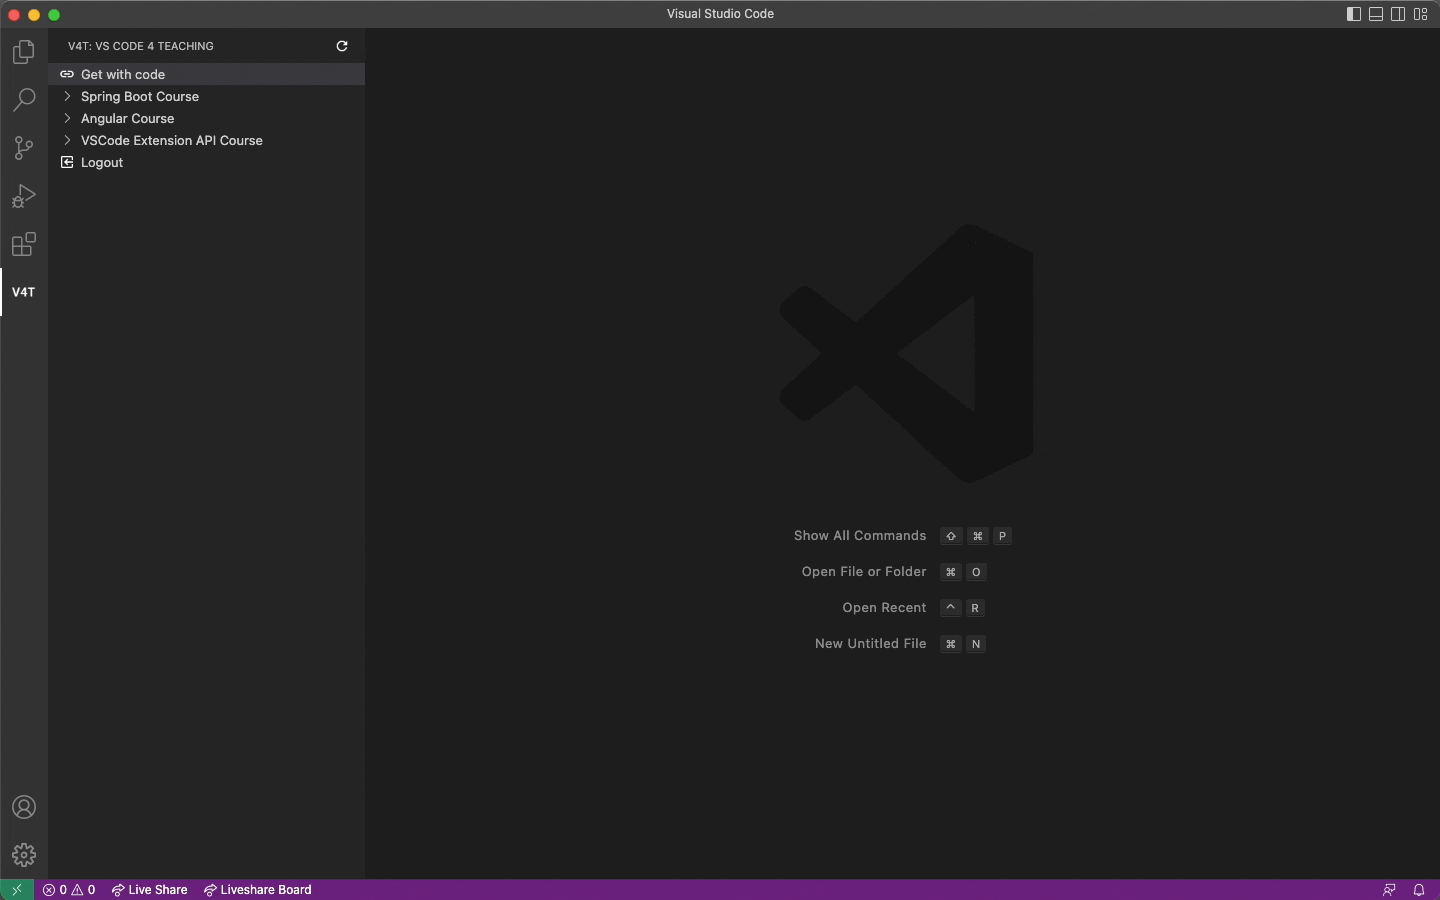 Visual Studio Code
V4T: VS CODE 4 TEACHING
Get with code
Spring Boot Course
Angular Course
VSCode Extension API Course
Logout
V4T
Show All Commands ⇧ ⌘ P
Open File or Folder ⌘ O
Open Recent ^ R
New Untitled File ⌘ N
0 0 Live Share Liveshare Board